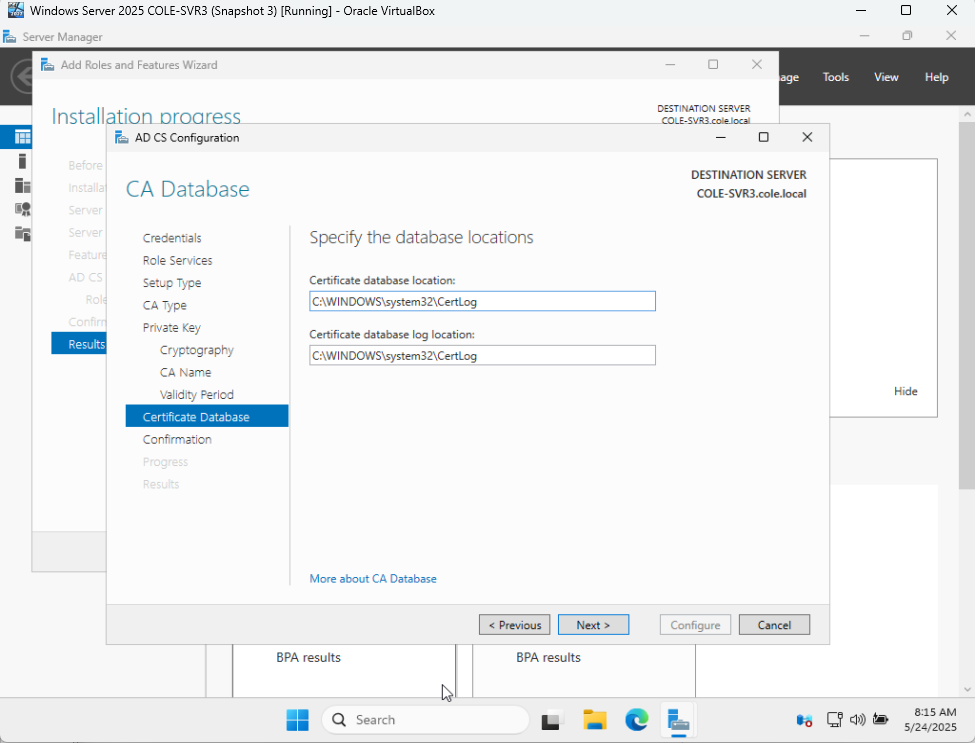 Windows Server 2025 COLE-SVR3 (Snapshot 3) [Running] - Oracle VirtualBox
Server Manager
Add Roles and Features Wizard
Tools
View
Help
Installation progress
DESTINATION SERVER
COLE-SVR3.cole.local
Before
Server
Server
AD CS
Results
AD CS Configuration
CA Database
DESTINATION SERVER
COLE-SVR3.cole.local
Credentials
Role Services
Setup Type
CA Type
Private Key
Cryptography
CA Name
Validity Period
Certificate Database
Confirmation
Progress
Results
Specify the database locations
Certificate database location:
C:\WINDOWS\system32\CertLog
Certificate database log location:
C:\WINDOWS\system32\CertLog
More about CA Database
< Previous
Next >
Configure
Cancel
Hide
BPA results
BPA results
Search
8:15 AM
5/24/2025